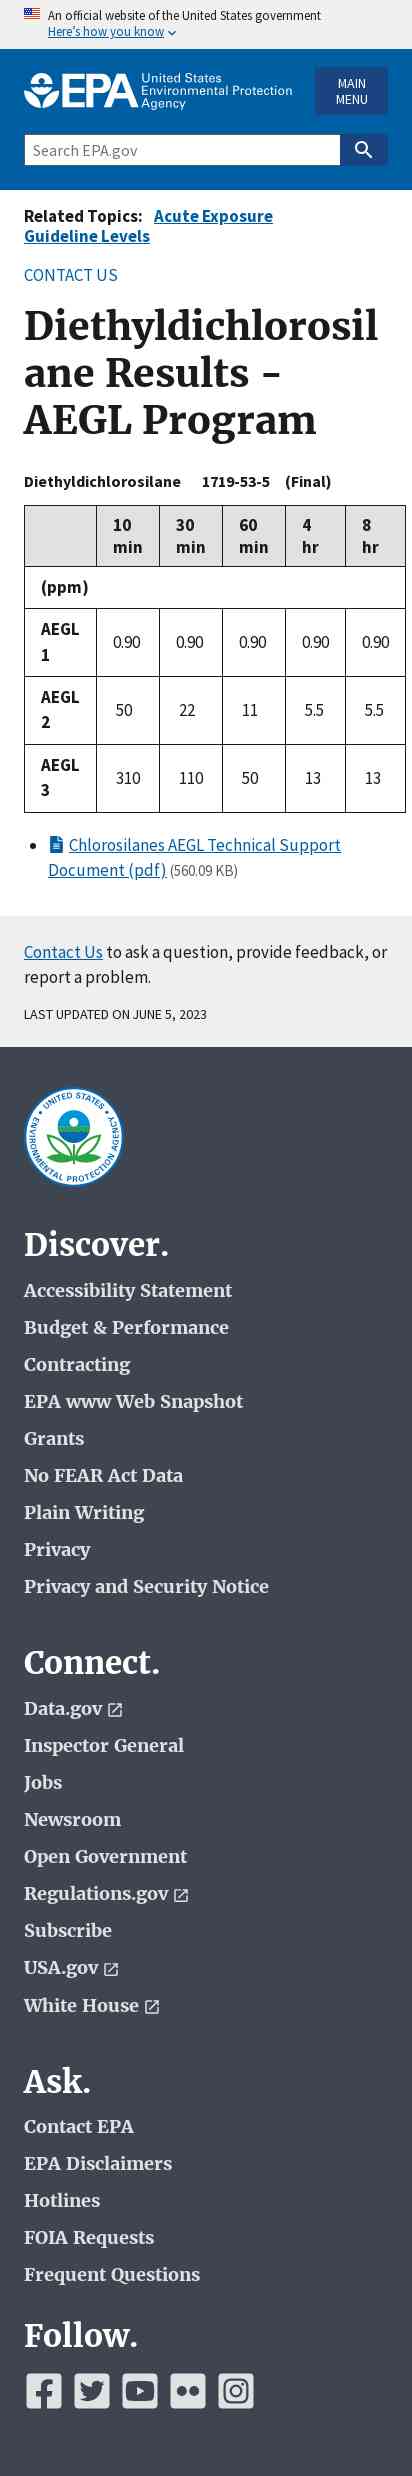 An official website of the United States government
Here's how you know
EPA United States
Environmental Protection
Agency
MAIN
MENU
Search EPA.gov
Related Topics: Acute Exposure
Guideline Levels
CONTACT US
Diethyldichlorosil
ane Results -
AEGL Program
Diethyldichlorosilane 1719-53-5 (Final)
10 min 30 min 60 min 4 hr 8 hr
(ppm)
AEGL 1 0.90 0.90 0.90 0.90 0.90
AEGL 2 50 22 11 5.5 5.5
AEGL 3 310 110 50 13 13
Chlorosilanes AEGL Technical Support
Document (pdf) (560.09 KB)
Contact Us to ask a question, provide feedback, or
report a problem.
LAST UPDATED ON JUNE 5, 2023
UNITED STATES ENVIRONMENTAL PROTECTION AGENCY
Discover.
Accessibility Statement
Budget & Performance
Contracting
EPA www Web Snapshot
Grants
No FEAR Act Data
Plain Writing
Privacy
Privacy and Security Notice
Connect.
Data.gov
Inspector General
Jobs
Newsroom
Open Government
Regulations.gov
Subscribe
USA.gov
White House
Ask.
Contact EPA
EPA Disclaimers
Hotlines
FOIA Requests
Frequent Questions
Follow.